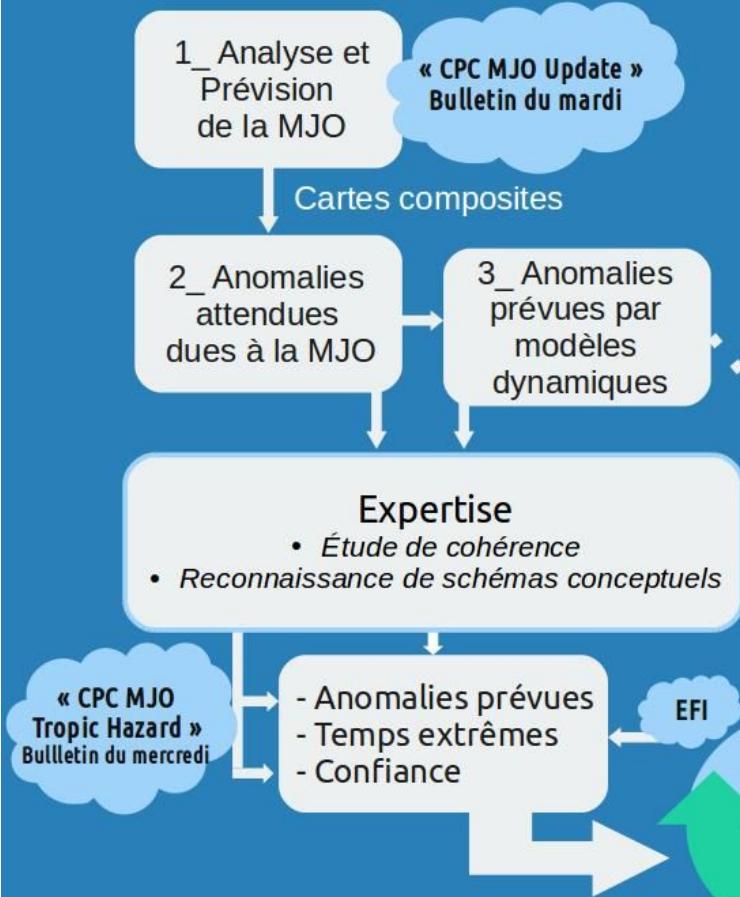 1_ Analyse et
Prévision
de la MJO
« CPC MJO Update »
Bulletin du mardi
Cartes composites
2_ Anomalies
attendues
dues à la MJO
3_ Anomalies
prévues par
modèles
dynamiques
Expertise
• Étude de cohérence
• Reconnaissance de schémas conceptuels
« CPC MJO
Tropic Hazard »
Bullletin du mercredi
- Anomalies prévues
- Temps extrêmes
- Confiance
EFI